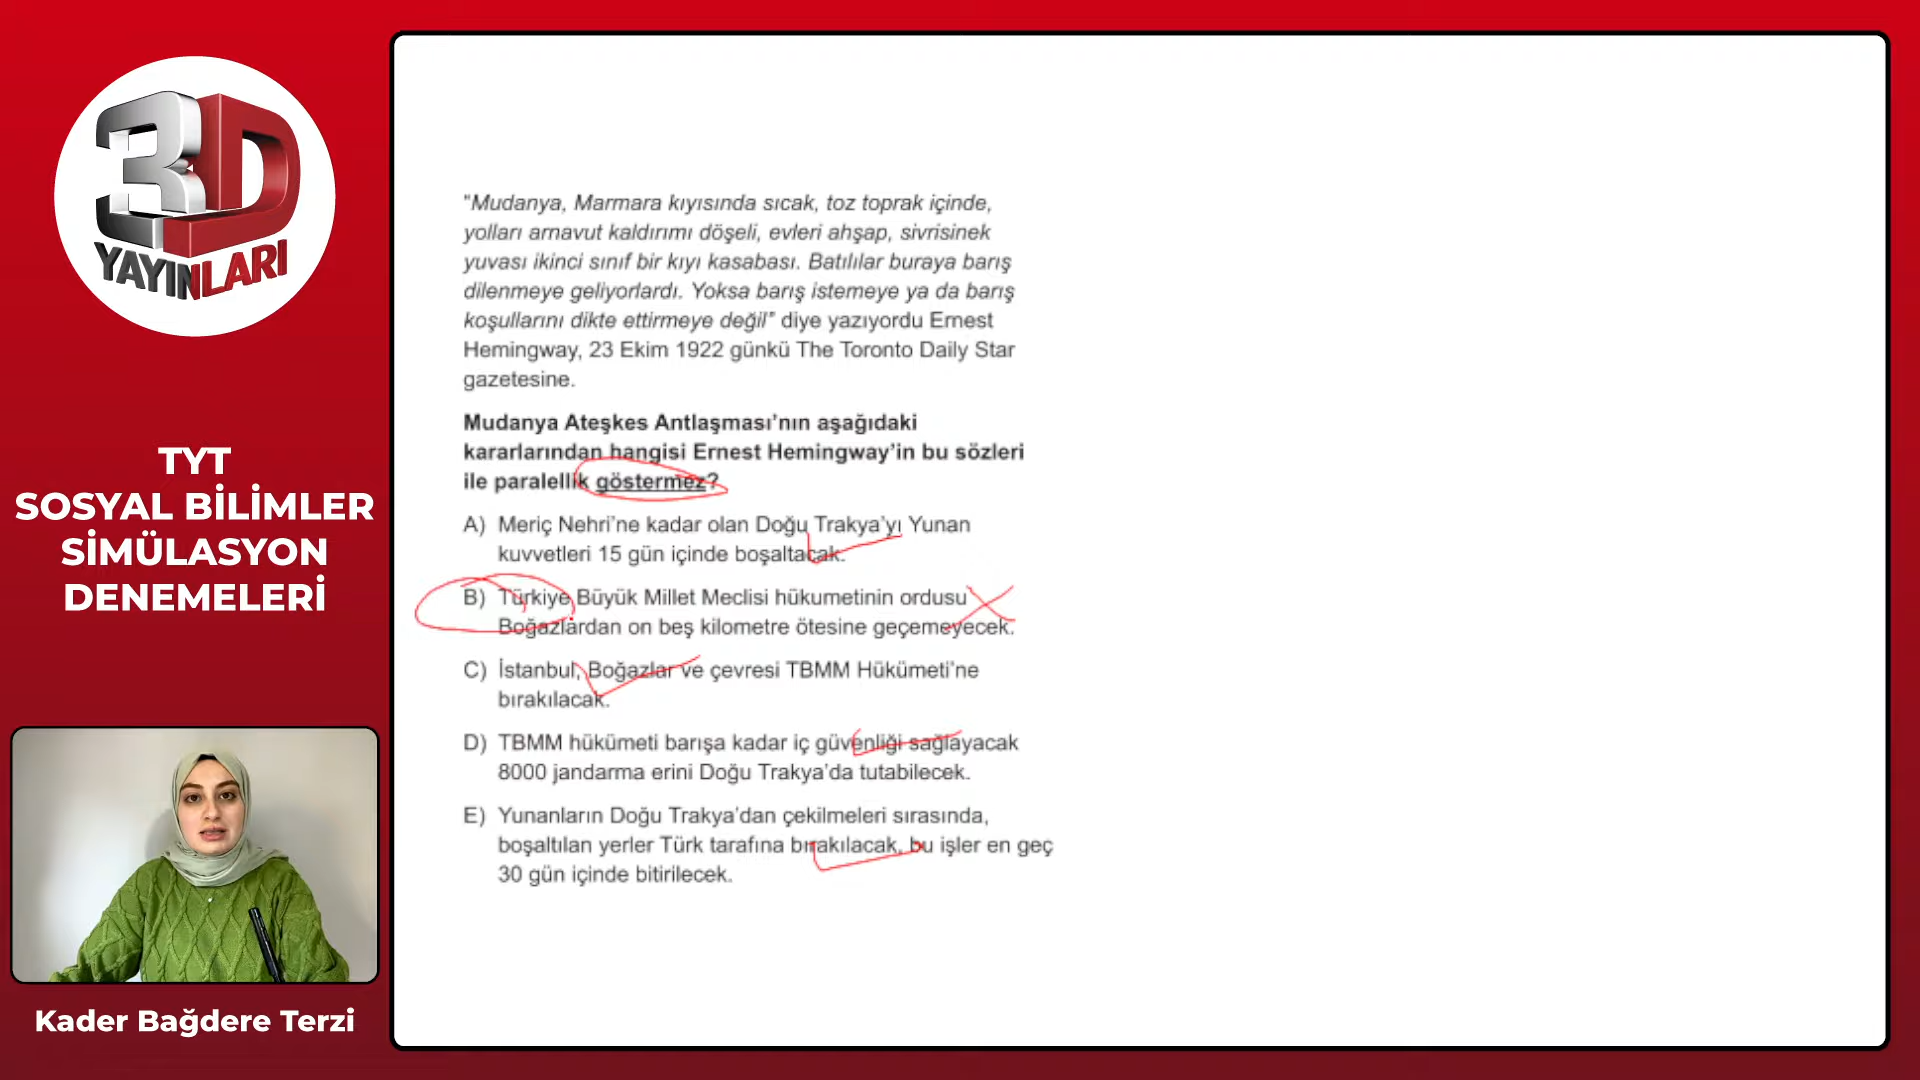 3D
YAYINLARI
TYT
SOSYAL BİLİMLER
SİMÜLASYON
DENEMELERİ
Kader Bağdere Terzi
"Mudanya, Marmara kıyısında sıcak, toz toprak içinde,
yolları arnavut kaldırımı döşeli, evleri ahşap, sivrisinek
yuvası ikinci sınıf bir kıyı kasabası. Batılılar buraya barış
dilenmeye geliyorlardı. Yoksa barış istemeye ya da barış
koşullarını dikte ettirmeye değil" diye yazıyordu Ernest
Hemingway, 23 Ekim 1922 günkü The Toronto Daily Star
gazetesine.
Mudanya Ateşkes Antlaşması'nın aşağıdaki
kararlarından hangisi Ernest Hemingway'in bu sözleri
ile paralellik göstermez?
A) Meriç Nehri'ne kadar olan Doğu Trakya'yı Yunan
kuvvetleri 15 gün içinde boşaltacak.
B) Türkiye Büyük Millet Meclisi hükumetinin ordusu
Boğazlardan on beş kilometre ötesine geçemeyecek.
C) İstanbul, Boğazlar ve çevresi TBMM Hükümeti'ne
bırakılacak.
D) TBMM hükümeti barışa kadar iç güvenliği sağlayacak
8000 jandarma erini Doğu Trakya'da tutabilecek.
E) Yunanların Doğu Trakya'dan çekilmeleri sırasında,
boşaltılan yerler Türk tarafına bırakılacak, bu işler en geç
30 gün içinde bitirilecek.